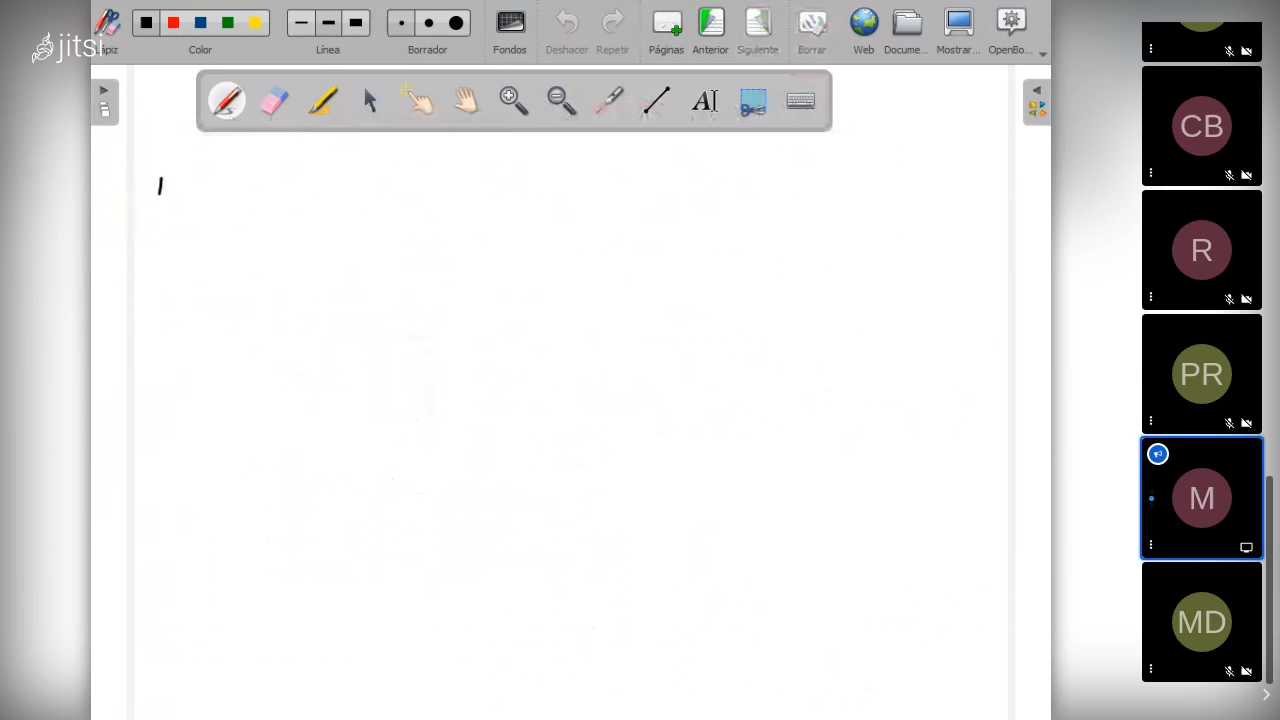 jitsi
Color
Línea
Borrador
Fondos
Deshacer
Repetir
Páginas
Anterior
Siguiente
Borrar
Web
Docume...
Mostrar...
OpenBo...
CB
R
PR
M
MD